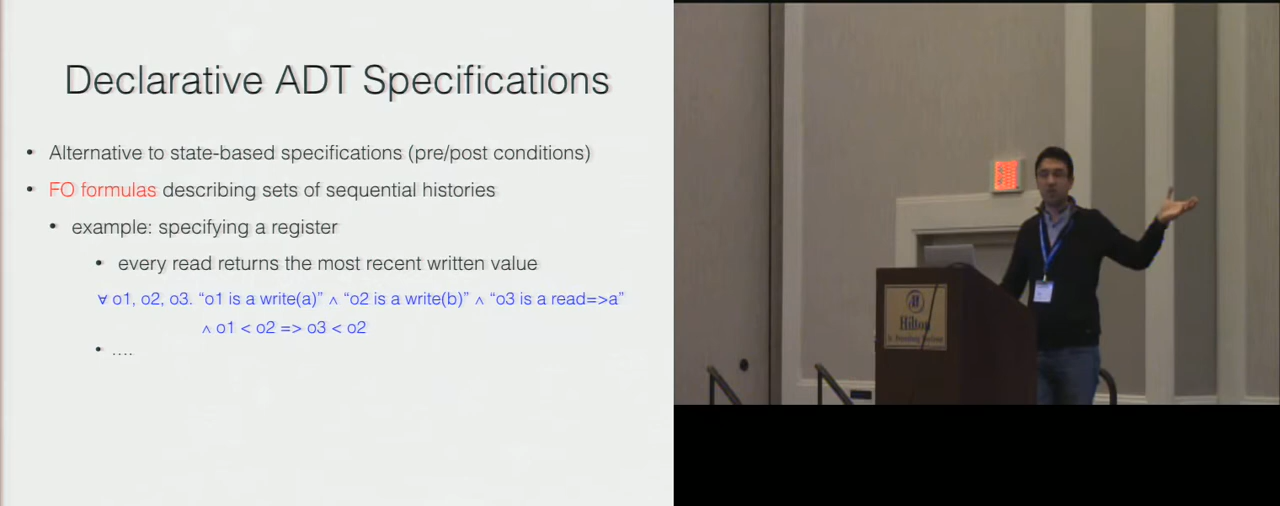 Declarative ADT Specifications
• Alternative to state-based specifications (pre/post conditions)
• FO formulas describing sets of sequential histories
• example: specifying a register
• every read returns the most recent written value
∀ o1, o2, o3. “o1 is a write(a)” ∧ “o2 is a write(b)” ∧ “o3 is a read=>a”
∧ o1 < o2 => o3 < o2
• ....
Hilton